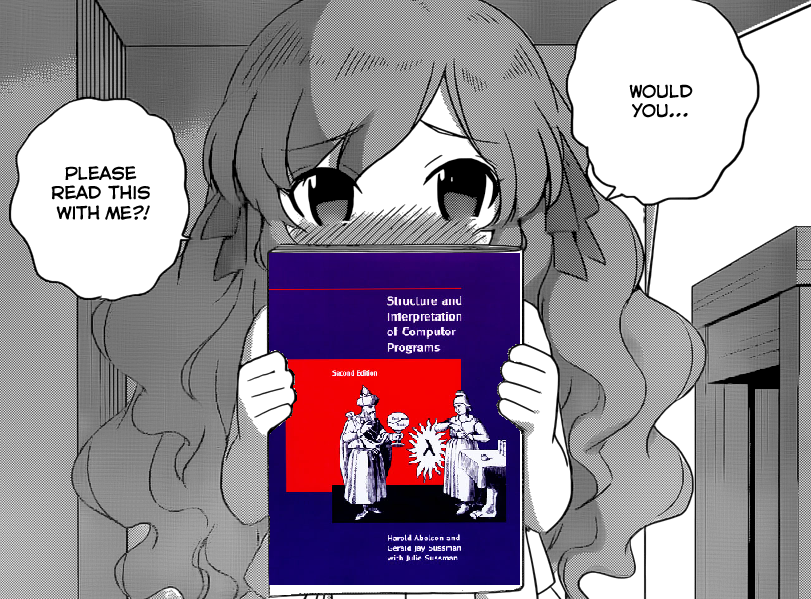 WOULD
YOU...
PLEASE
READ THIS
WITH ME?!
Structure and
Interpretation
of Computer
Programs
Second Edition
λ
Harold Abelson and
Gerald Jay Sussman
with Julie Sussman